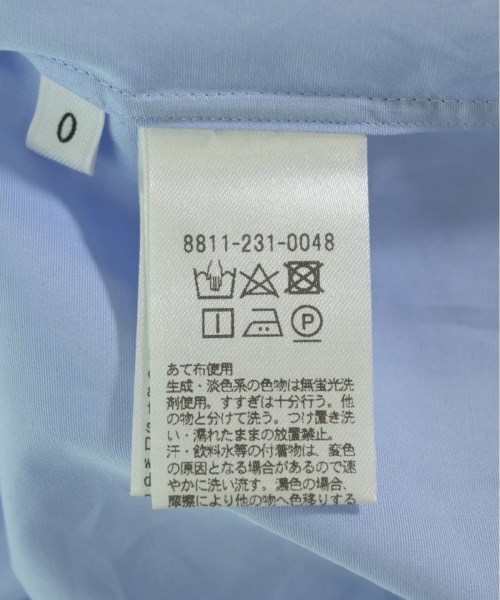 0
8811-231-0048
P
あて布使用
生成・淡色系の色物は無蛍光洗
剤使用。すすぎは十分行う。他
の物と分けて洗う。つけ置き洗
い・濡れたままの放置禁止。
汗・飲料水等の付着物は、変色
の原因となる場合があるので速
やかに洗い流す。濃色の場合、
摩擦により他の物へ色移りする